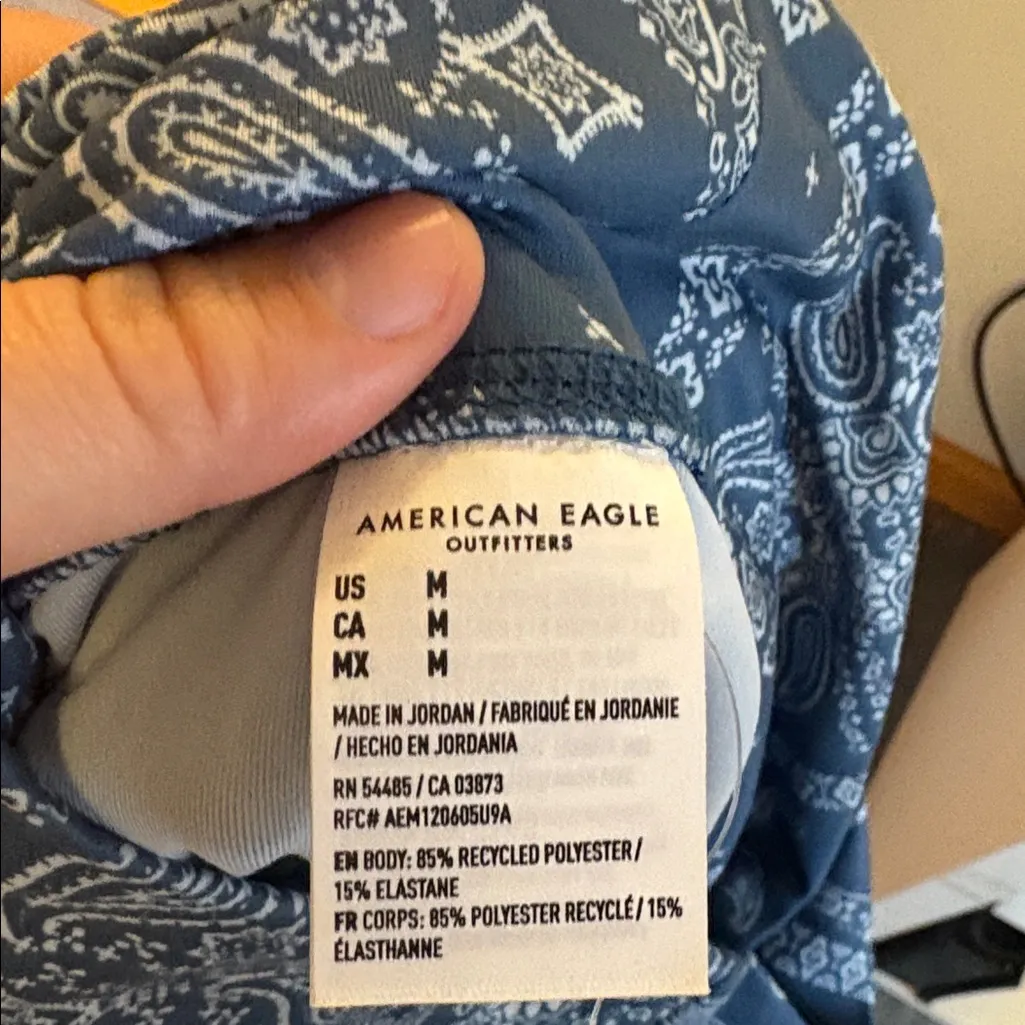 AMERICAN EAGLE
OUTFITTERS
US M
CA M
MX M
MADE IN JORDAN / FABRIQUÉ EN JORDANIE
/ HECHO EN JORDANIA
RN 54485 / CA 03873
RFC# AEM120605U9A
EN BODY: 85% RECYCLED POLYESTER/
15% ELASTANE
FR CORPS: 85% POLYESTER RECYCLÉ/ 15%
ÉLASTHANNE